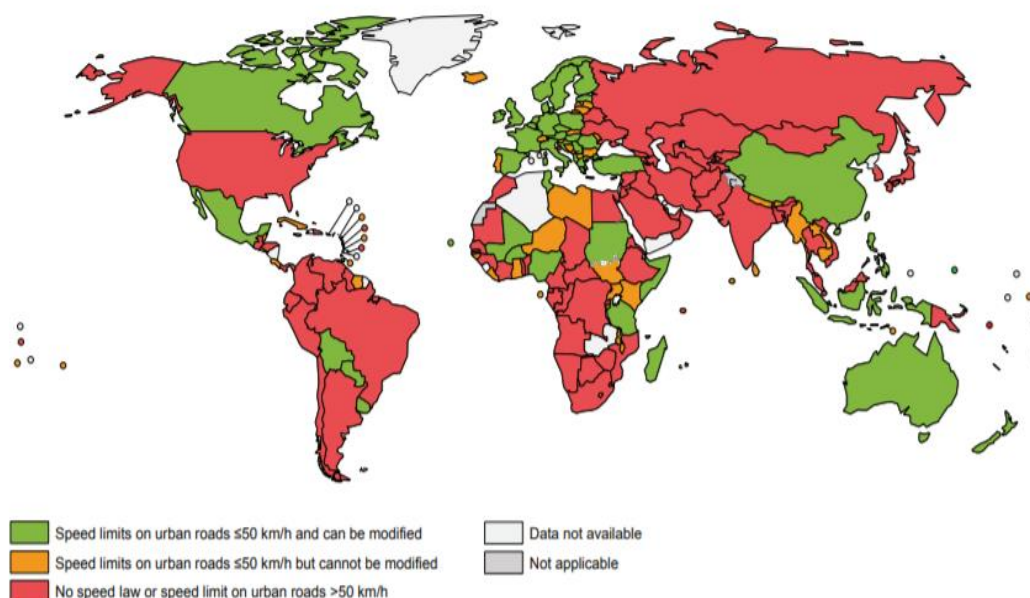 Speed limits on urban roads ≤50 km/h and can be modified
Speed limits on urban roads ≤50 km/h but cannot be modified
No speed law or speed limit on urban roads >50 km/h
Data not available
Not applicable